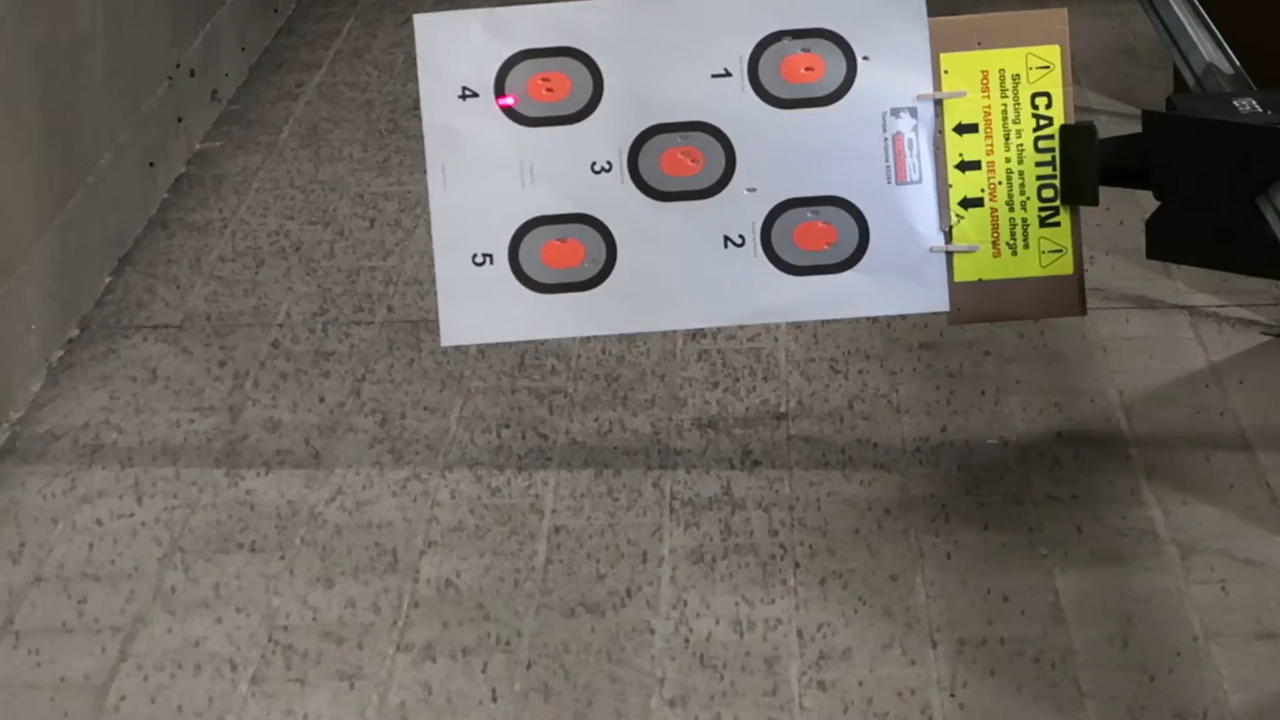 CAUTION
Shooting in this area or above
could result in a damage charge
POST TARGETS BELOW ARROWS
1
2
3
4
5